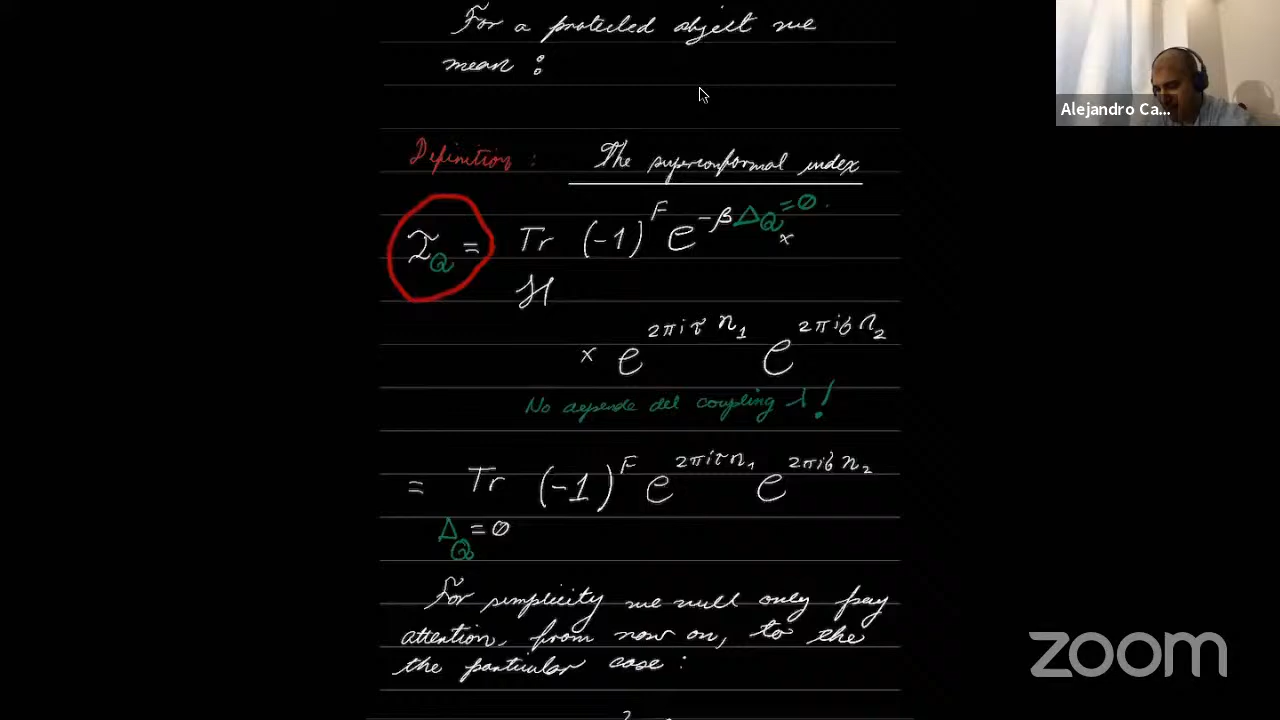 For a protected object we
mean :
Alejandro Ca...
Definition : The superconformal index
I_Q = Tr_H (-1)^F e^{-βΔ_Q} =0. ×
× e^{2πiτ n_1} e^{2πiσ n_2}
No depende del coupling λ!
= Tr_{Δ_Q=0} (-1)^F e^{2πiτ n_1} e^{2πiσ n_2}
For simplicity we will only pay
attention, from now on, to the
the particular case :
zoom